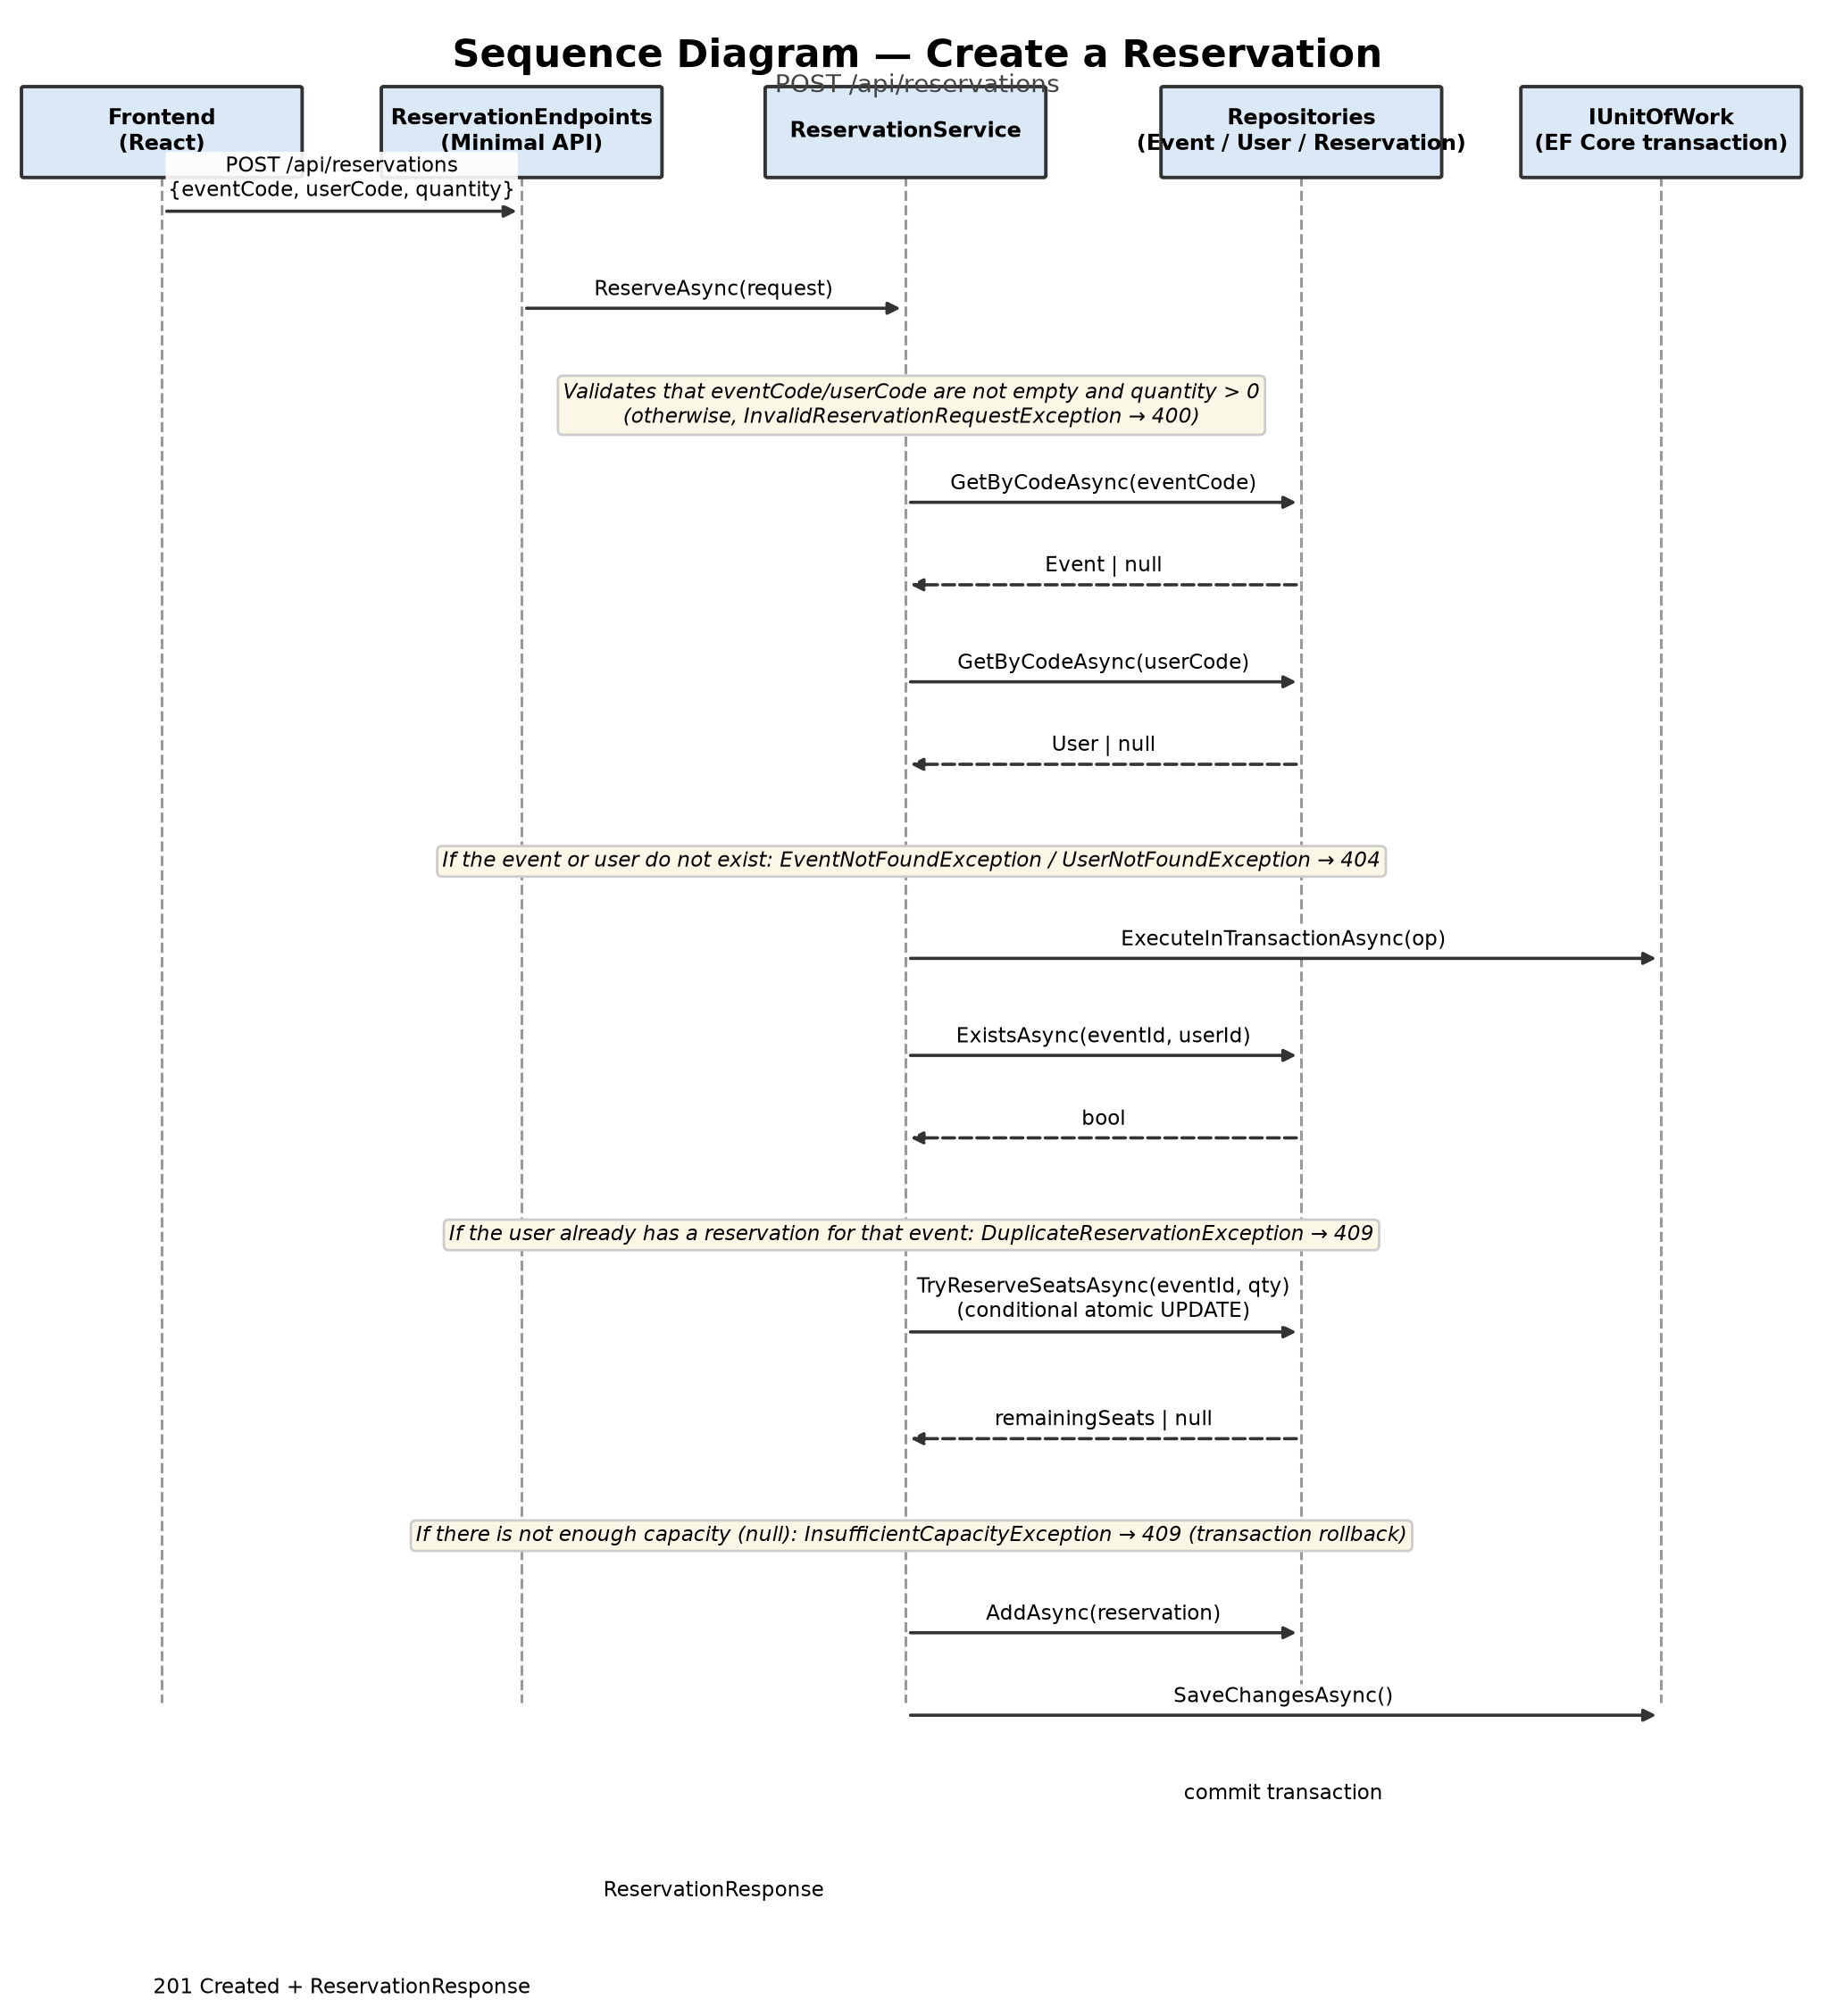 Sequence Diagram — Create a Reservation
POST /api/reservations
Frontend
(React)
ReservationEndpoints
(Minimal API)
ReservationService
Repositories
(Event / User / Reservation)
IUnitOfWork
(EF Core transaction)
POST /api/reservations
{eventCode, userCode, quantity}
ReserveAsync(request)
Validates that eventCode/userCode are not empty and quantity > 0
(otherwise, InvalidReservationRequestException → 400)
GetByCodeAsync(eventCode)
Event | null
GetByCodeAsync(userCode)
User | null
If the event or user do not exist: EventNotFoundException / UserNotFoundException → 404
ExecuteInTransactionAsync(op)
ExistsAsync(eventId, userId)
bool
If the user already has a reservation for that event: DuplicateReservationException → 409
TryReserveSeatsAsync(eventId, qty)
(conditional atomic UPDATE)
remainingSeats | null
If there is not enough capacity (null): InsufficientCapacityException → 409 (transaction rollback)
AddAsync(reservation)
SaveChangesAsync()
commit transaction
ReservationResponse
201 Created + ReservationResponse